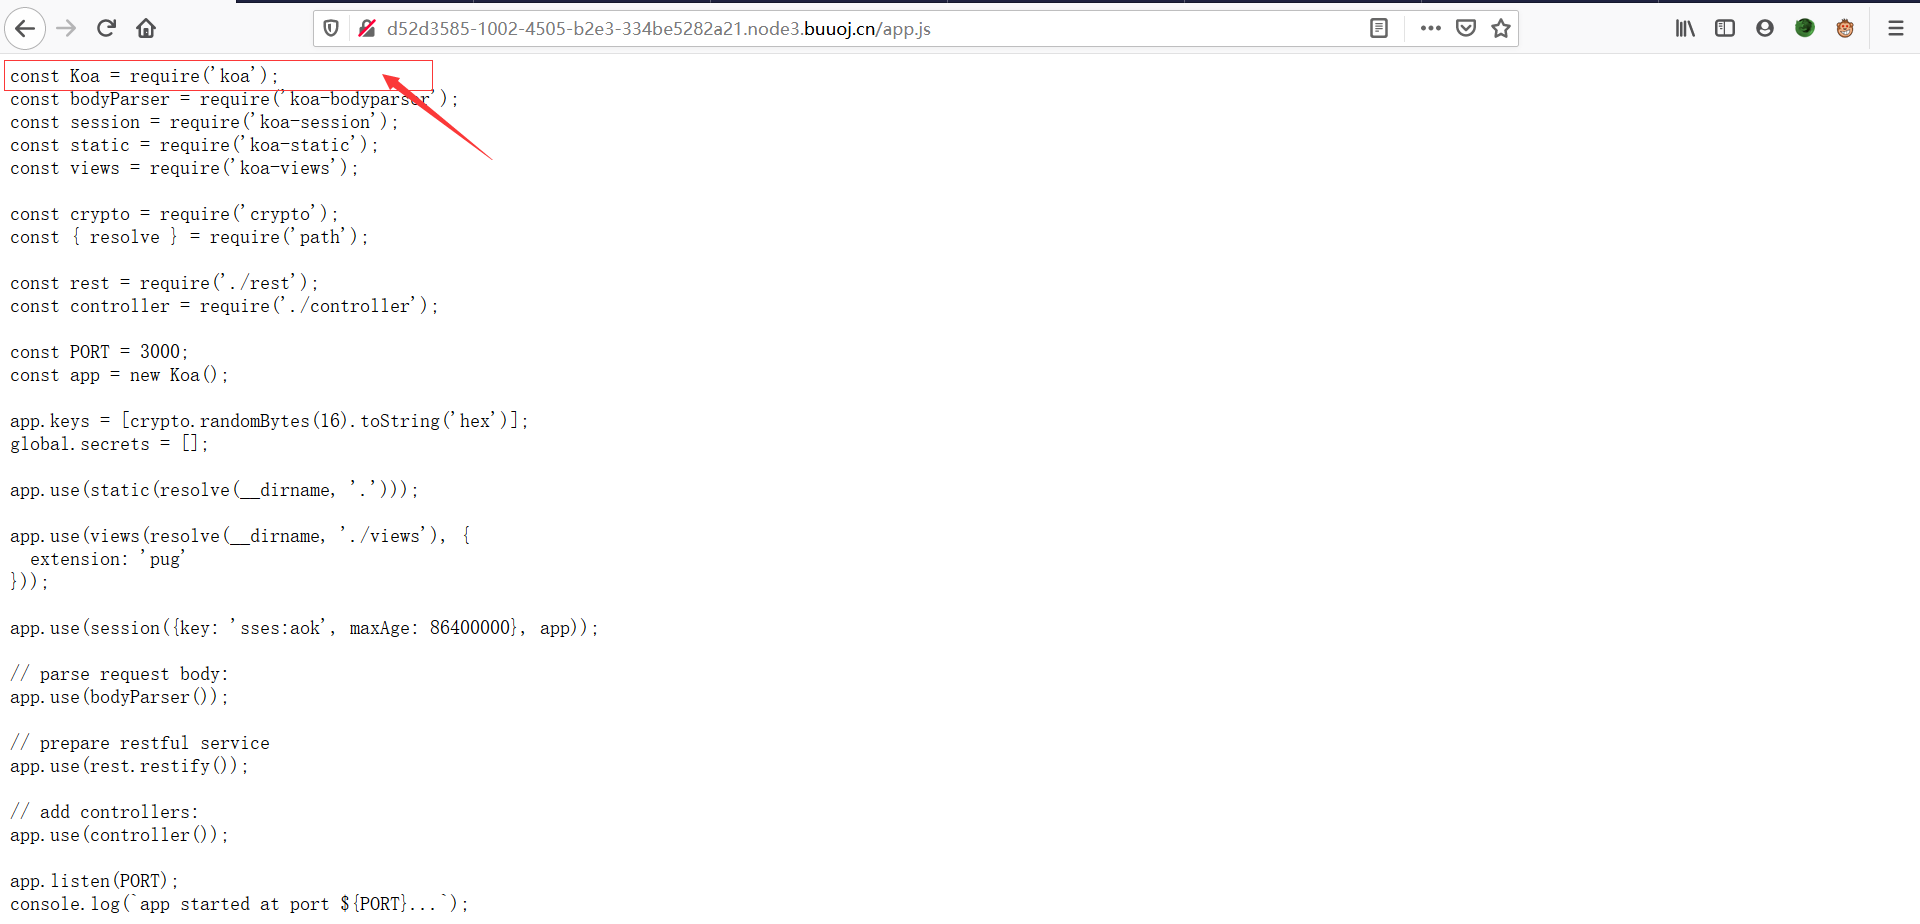 d52d3585-1002-4505-b2e3-334be5282a21.node3.buuoj.cn/app.js
const Koa = require('koa');
const bodyParser = require('koa-bodyparser');
const session = require('koa-session');
const static = require('koa-static');
const views = require('koa-views');
const crypto = require('crypto');
const { resolve } = require('path');
const rest = require('./rest');
const controller = require('./controller');
const PORT = 3000;
const app = new Koa();
app.keys = [crypto.randomBytes(16).toString('hex')];
global.secrets = [];
app.use(static(resolve(__dirname, '.')));
app.use(views(resolve(__dirname, './views'), {
  extension: 'pug'
}));
app.use(session({key: 'sses:aok', maxAge: 86400000}, app));
// parse request body:
app.use(bodyParser());
// prepare restful service
app.use(rest.restify());
// add controllers:
app.use(controller());
app.listen(PORT);
console.log(`app started at port ${PORT}...`);